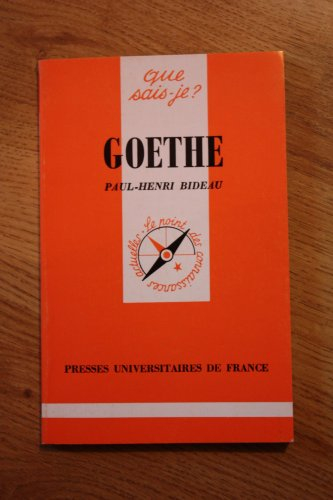 que
sais-je?
GOETHE
PAUL-HENRI BIDEAU
Le point des connaissances actuelles.
PRESSES UNIVERSITAIRES DE FRANCE